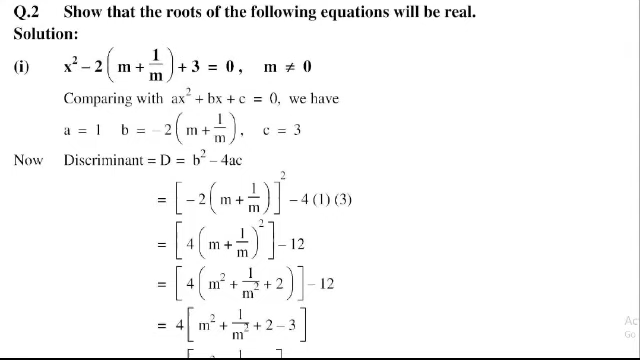 Q.2 Show that the roots of the following equations will be real.
Solution:
(i) x² – 2(m + 1/m) + 3 = 0, m ≠ 0
Comparing with ax² + bx + c = 0, we have
a = 1 b = – 2(m + 1/m), c = 3
Now Discriminant = D = b² – 4ac
= [– 2(m + 1/m)]² – 4 (1) (3)
= [4(m + 1/m)²] – 12
= [4(m² + 1/m² + 2)] – 12
= 4[m² + 1/m² + 2 – 3]